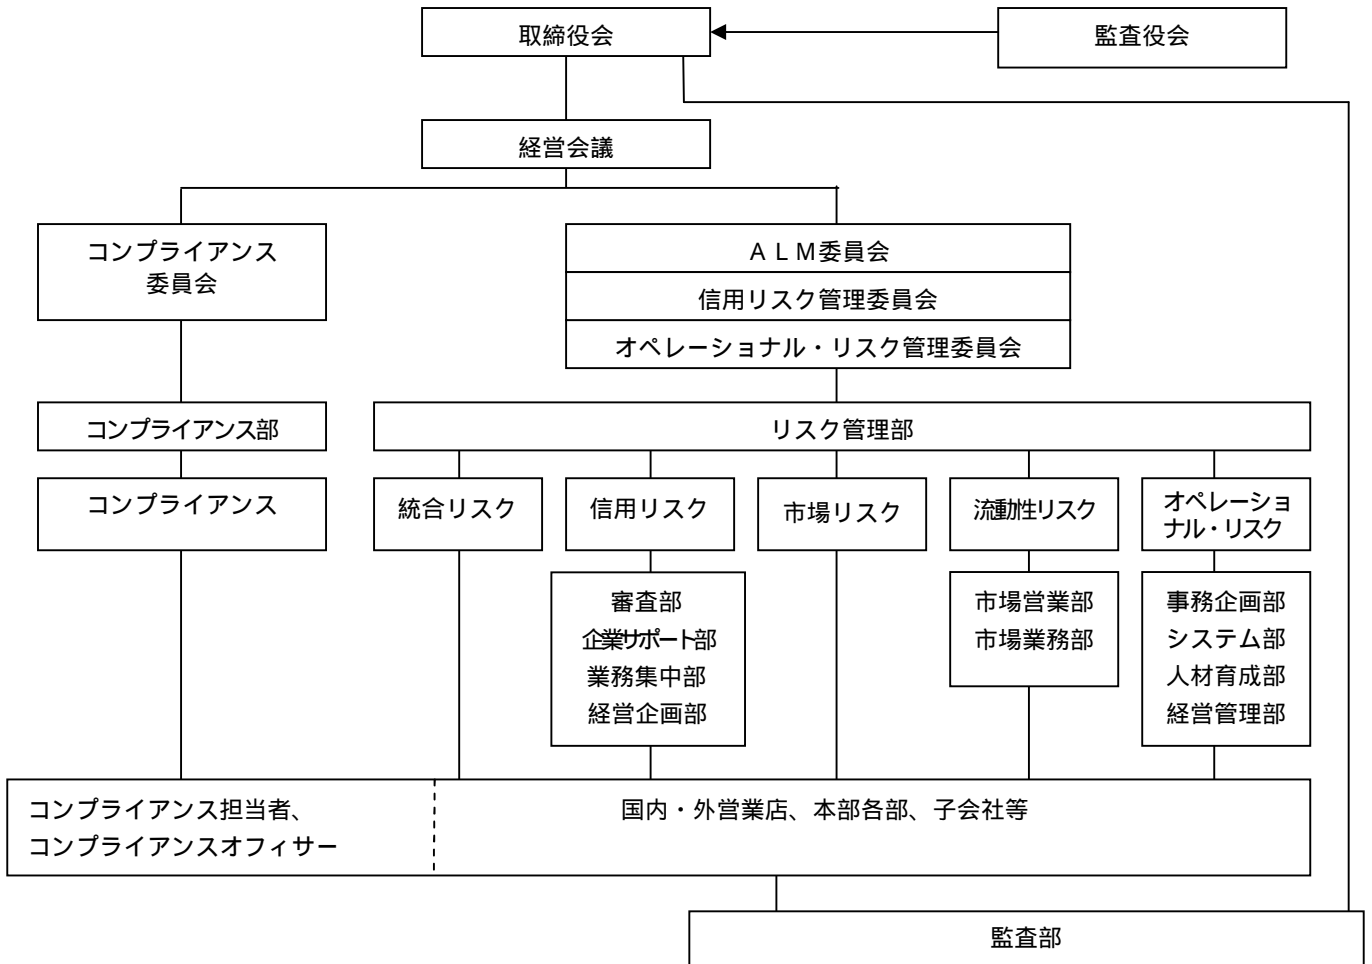 取締役会
監査役会
経営会議
コンプライアンス
委員会
ＡＬＭ委員会
信用リスク管理委員会
オペレーショナル・リスク管理委員会
コンプライアンス部
リスク管理部
コンプライアンス
統合リスク
信用リスク
市場リスク
流動性リスク
オペレーショ
ナル・リスク
審査部
企業サポート部
業務集中部
経営企画部
市場営業部
市場業務部
事務企画部
システム部
人材育成部
経営管理部
コンプライアンス担当者、
コンプライアンスオフィサー
国内・外営業店、本部各部、子会社等
監査部